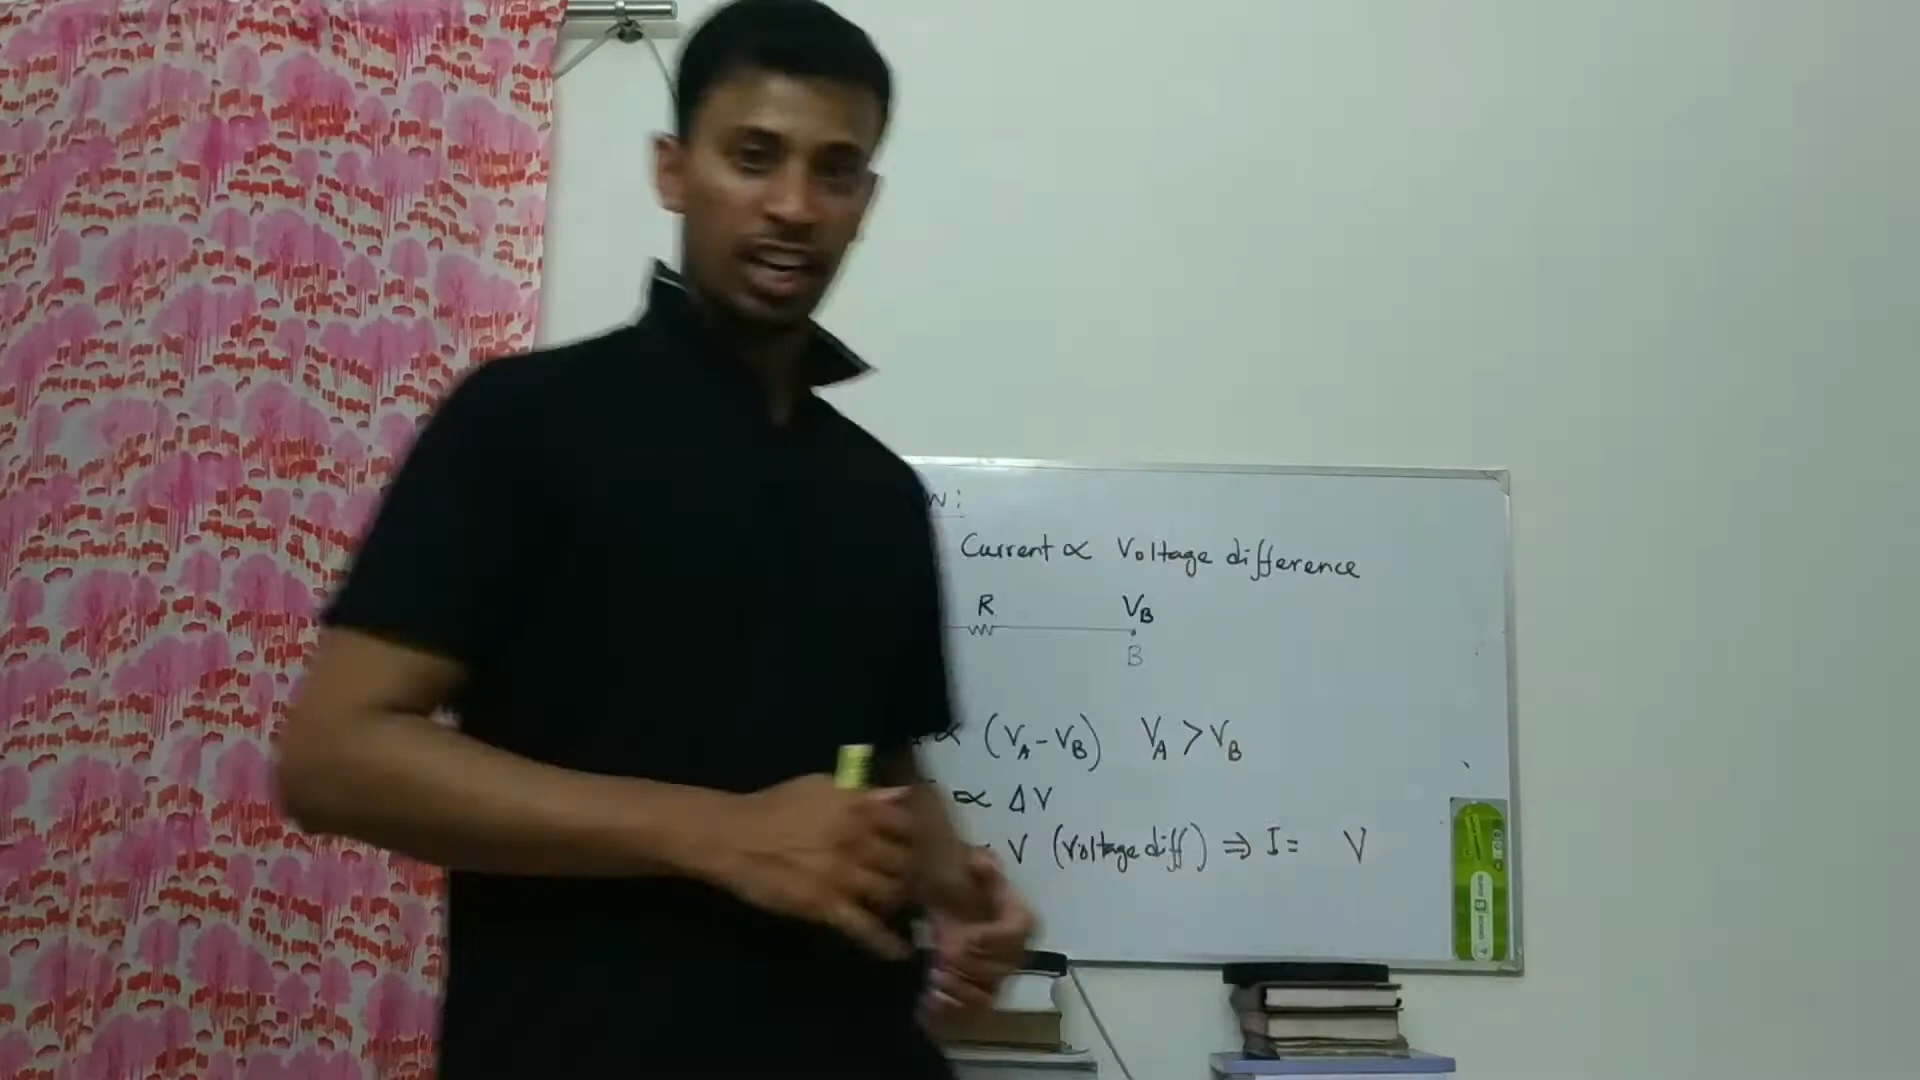 W:
Current ∝ Voltage difference
R V_B
B
∝ (V_A - V_B) V_A > V_B
∝ ΔV
V (Voltage diff) ⇒ I = V